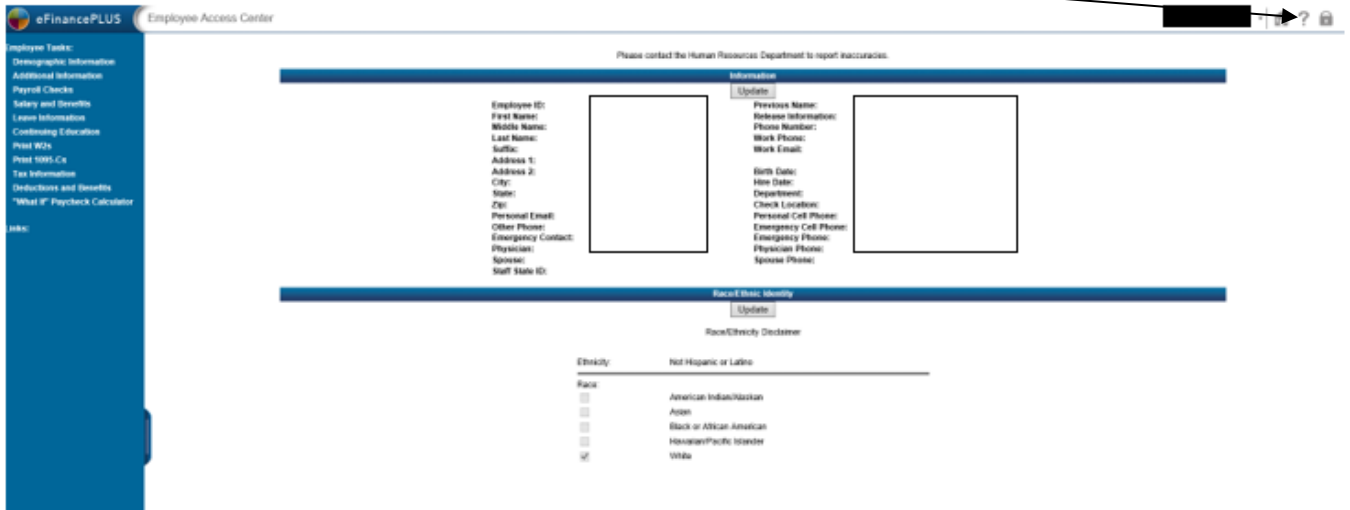 eFinancePLUS
Employee Access Center
?
Employee Tasks:
Demographic Information
Additional Information
Payroll Checks
Salary and Benefits
Leave Information
Continuing Education
Print W2s
Print 1095-Cs
Tax Information
Deductions and Benefits
"What If" Paycheck Calculator
Links:
Please contact the Human Resources Department to report inaccuracies.
Information
Update
Employee ID:
First Name:
Middle Name:
Last Name:
Suffix:
Address 1:
Address 2:
City:
State:
Zip:
Personal Email:
Other Phone:
Emergency Contact:
Physician:
Spouse:
Staff State ID:
Previous Name:
Release Information:
Phone Number:
Work Phone:
Work Email:
Birth Date:
Hire Date:
Department:
Check Location:
Personal Cell Phone:
Emergency Cell Phone:
Emergency Phone:
Physician Phone:
Spouse Phone:
Race/Ethnic Identity
Update
Race/Ethnicity Disclaimer
Ethnicity: Not Hispanic or Latino
Race:
American Indian/Alaskan
Asian
Black or African American
Hawaiian/Pacific Islander
White